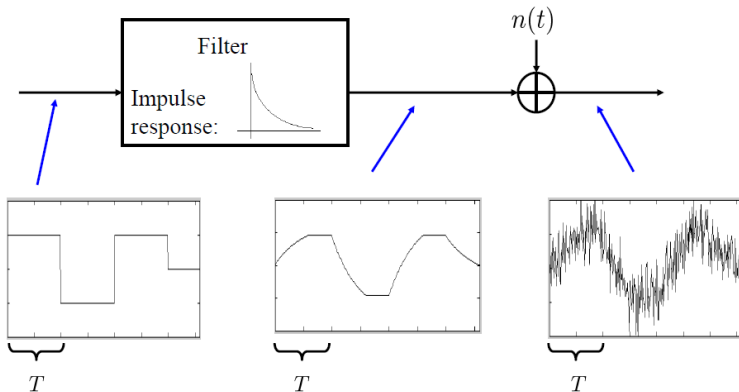 n(t)
Filter
Impulse
response:
T
T
T